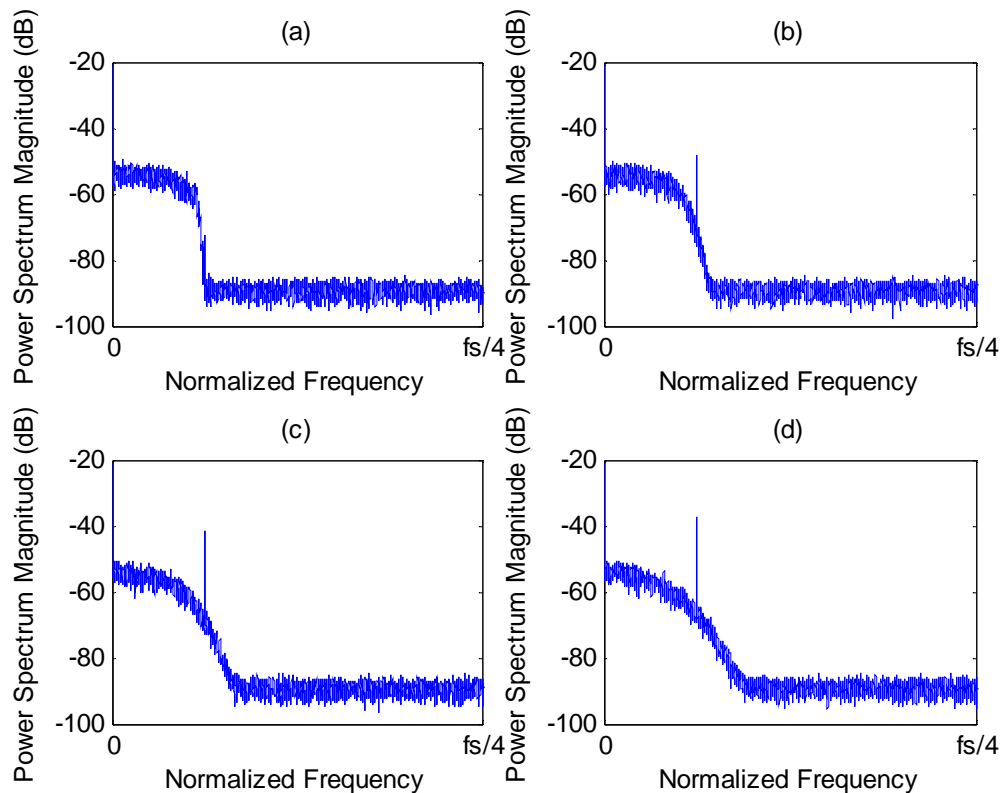 (a)
Power Spectrum Magnitude (dB)
-20
-40
-60
-80
-100
0
fs/4
Normalized Frequency
(b)
Power Spectrum Magnitude (dB)
-20
-40
-60
-80
-100
0
fs/4
Normalized Frequency
(c)
Power Spectrum Magnitude (dB)
-20
-40
-60
-80
-100
0
fs/4
Normalized Frequency
(d)
Power Spectrum Magnitude (dB)
-20
-40
-60
-80
-100
0
fs/4
Normalized Frequency